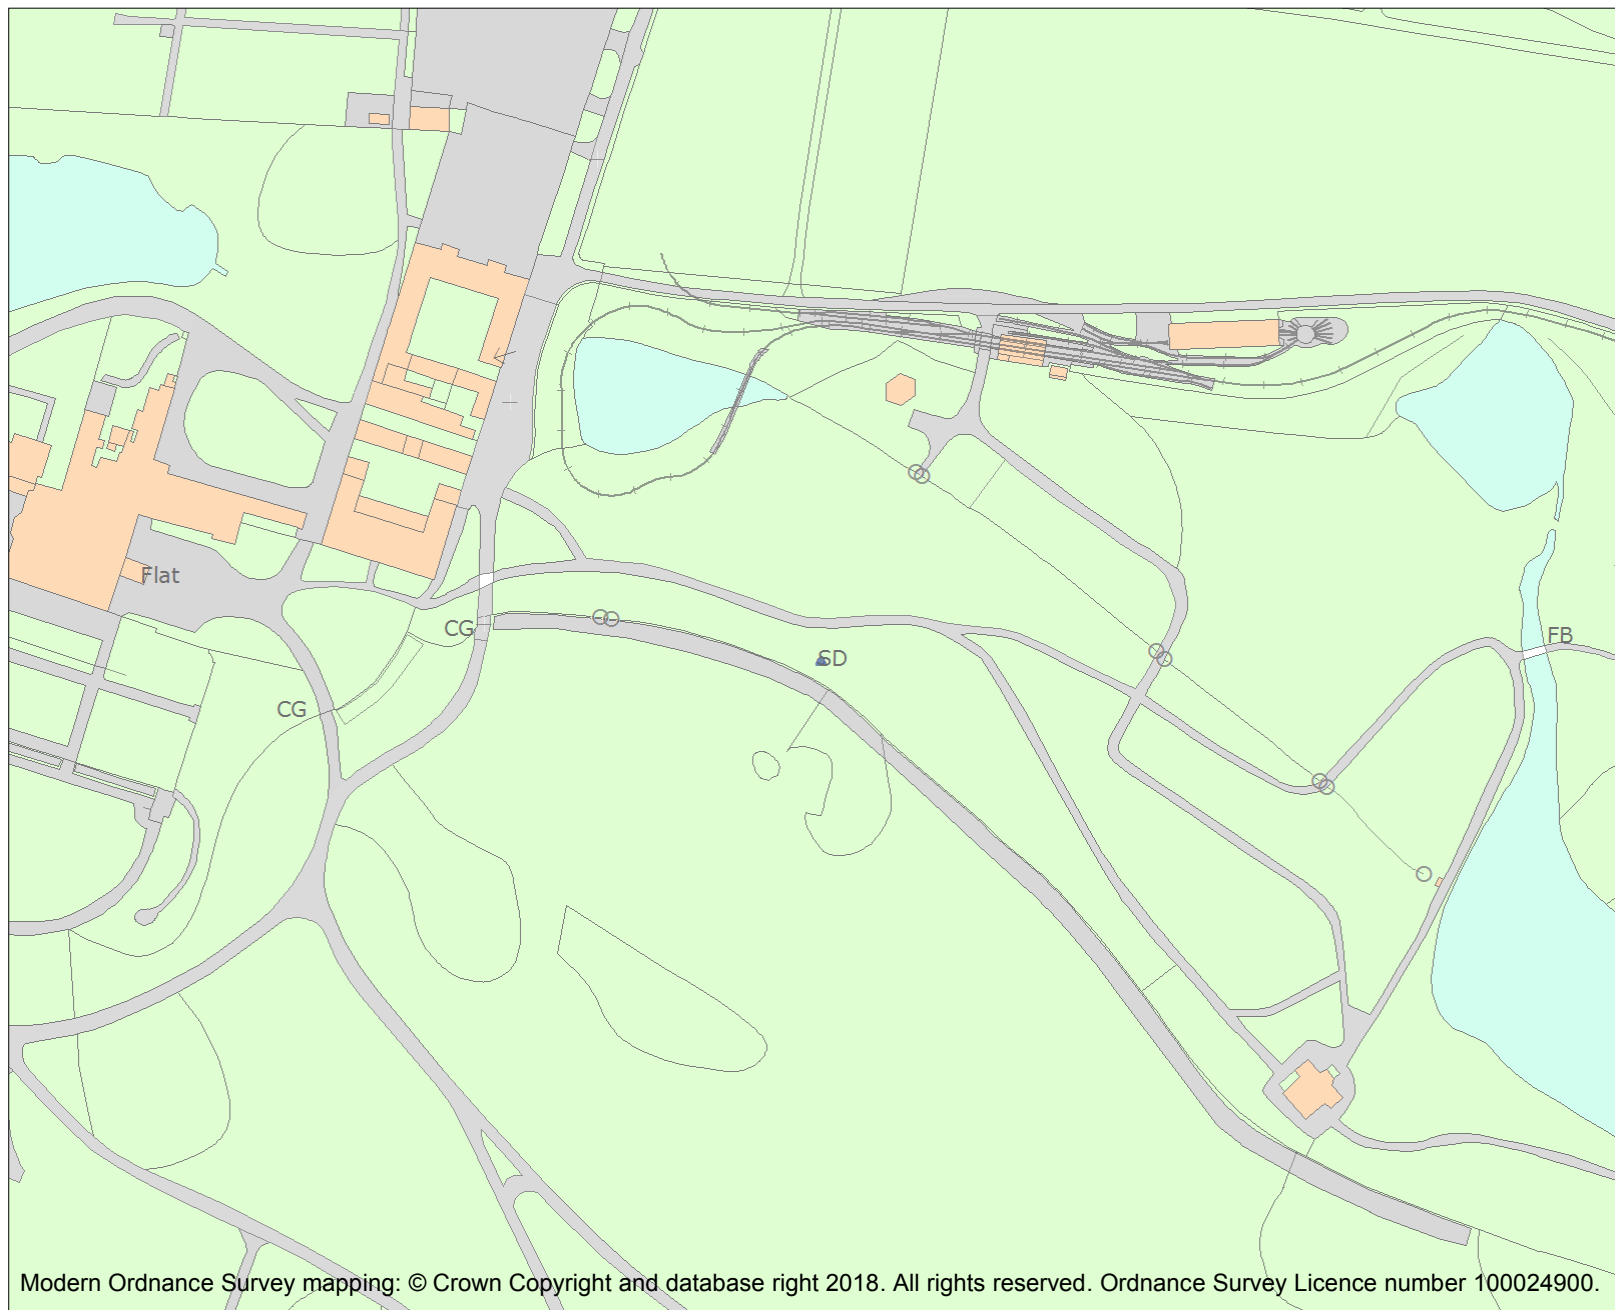 Flat
CG
FB
SD
CG
Modern Ordnance Survey mapping: © Crown Copyright and database right 2018. All rights reserved. Ordnance Survey Licence number 100024900.